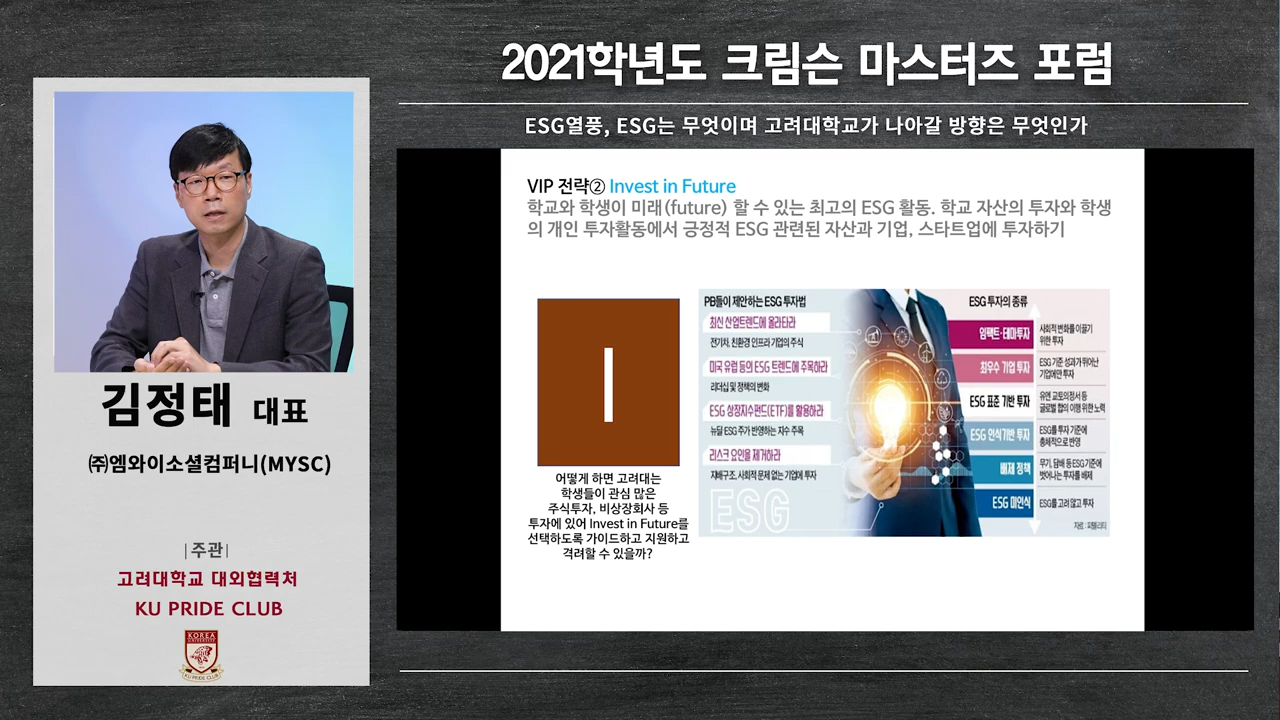 2021학년도 크림슨 마스터즈 포럼
ESG열풍, ESG는 무엇이며 고려대학교가 나아갈 방향은 무엇인가
김정태 대표
㈜엠와이소셜컴퍼니(MYSC)
|주관|
고려대학교 대외협력처
KU PRIDE CLUB
KOREA
UNIVERSITY
KU PRIDE CLUB
VIP 전략② Invest in Future
학교와 학생이 미래(future) 할 수 있는 최고의 ESG 활동. 학교 자산의 투자와 학생
의 개인 투자활동에서 긍정적 ESG 관련된 자산과 기업, 스타트업에 투자하기
I
어떻게 하면 고려대는
학생들이 관심 많은
주식투자, 비상장회사 등
투자에 있어 Invest in Future를
선택하도록 가이드하고 지원하고
격려할 수 있을까?
PB들이 제안하는 ESG 투자법
최신 산업트렌드에 올라타라
전기차, 친환경 인프라 기업의 주식
미국 유럽 등의 ESG 트렌드에 주목하라
리더십 및 정책의 변화
ESG 상장지수펀드(ETF)를 활용하라
뉴딜 ESG 주가 반영하는 지수 주목
리스크 요인을 제거하라
지배구조, 사회적 문제 없는 기업에 투자
ESG
ESG 투자의 종류
임팩트·테마투자
사회적 변화를 이끌기
위한 투자
최우수 기업 투자
ESG 기준 성과가 뛰어난
기업에만 투자
ESG 표준 기반 투자
유엔 교토의정서 등
글로벌 합의 이행 위한 노력
ESG 인식기반 투자
ESG를 투자 기준에
총체적으로 반영
배제 정책
무기, 담배 등 ESG 기준에
벗어나는 투자를 배제
ESG 미인식
ESG를 고려 않고 투자
자료 : 피델리티